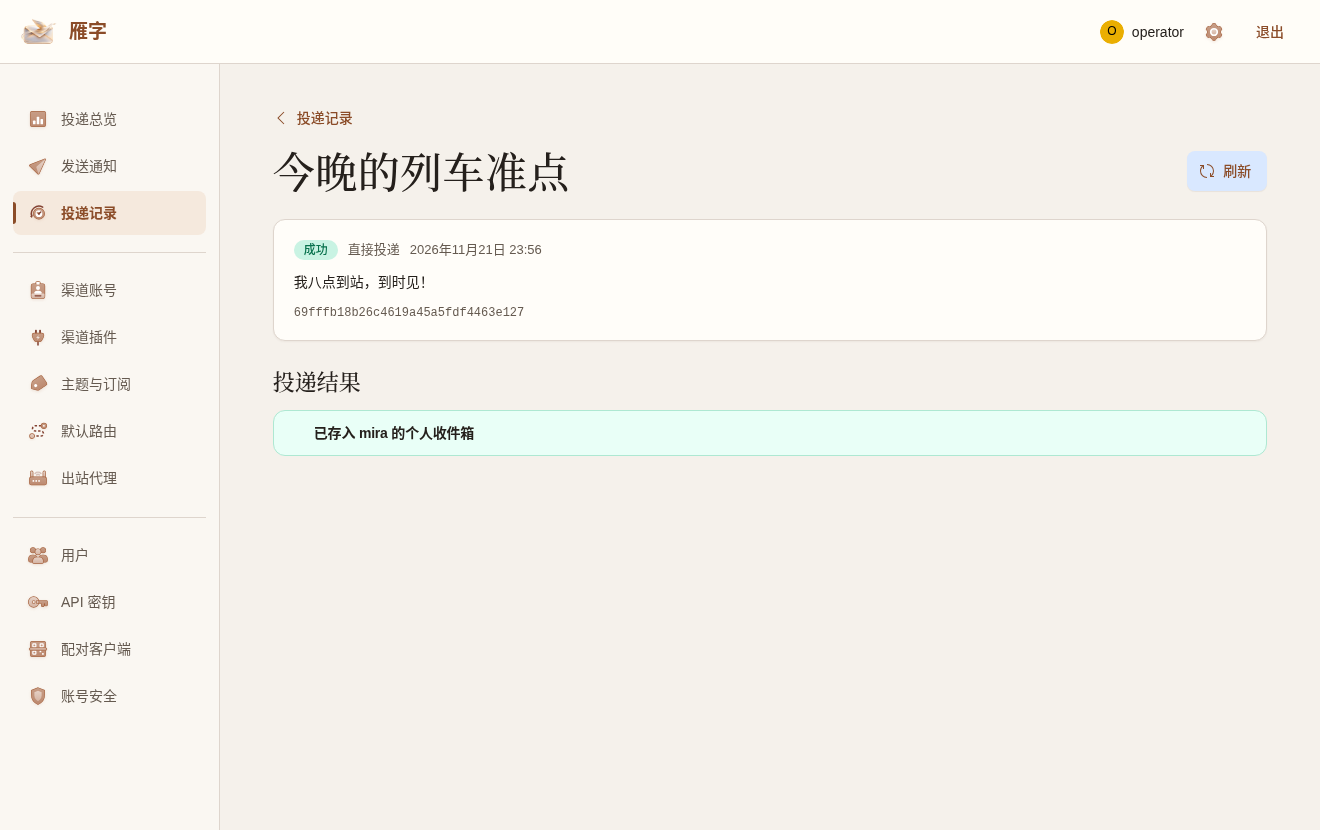 雁字
O operator 退出
投递总览
发送通知
投递记录
渠道账号
渠道插件
主题与订阅
默认路由
出站代理
用户
API 密钥
配对客户端
账号安全
投递记录
今晚的列车准点
刷新
成功 直接投递 2026年11月21日 23:56
我八点到站，到时见！
69fffb18b26c4619a45a5fdf4463e127
投递结果
已存入 mira 的个人收件箱